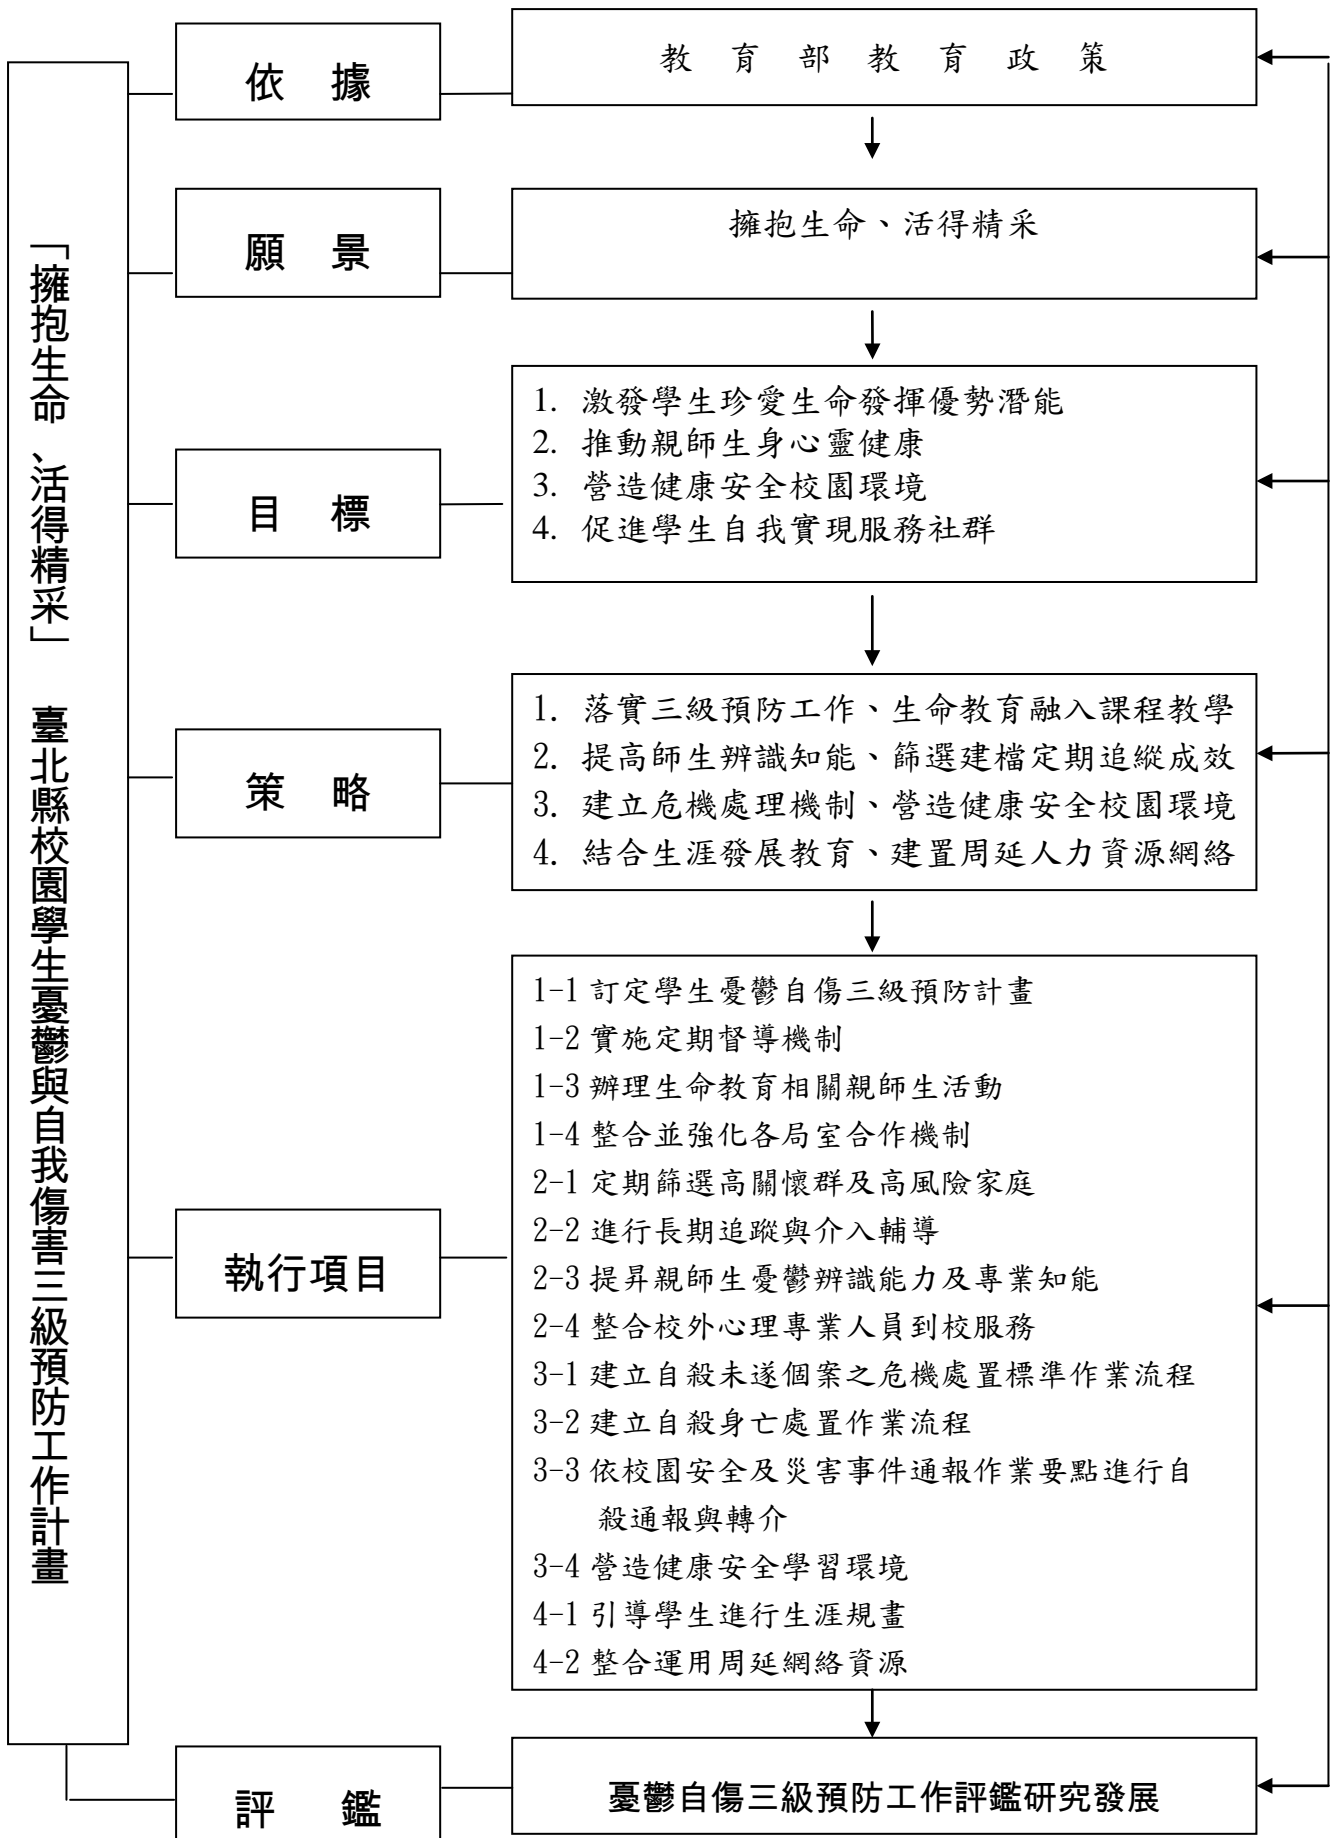 「擁抱生命、活得精采」 臺北縣校園學生憂鬱與自我傷害三級預防工作計畫
依 據
教 育 部 教 育 政 策
願 景
擁抱生命、活得精采
目 標
1. 激發學生珍愛生命發揮優勢潛能
2. 推動親師生身心靈健康
3. 營造健康安全校園環境
4. 促進學生自我實現服務社群
策 略
1. 落實三級預防工作、生命教育融入課程教學
2. 提高師生辨識知能、篩選建檔定期追縱成效
3. 建立危機處理機制、營造健康安全校園環境
4. 結合生涯發展教育、建置周延人力資源網絡
執行項目
1-1 訂定學生憂鬱自傷三級預防計畫
1-2 實施定期督導機制
1-3 辦理生命教育相關親師生活動
1-4 整合並強化各局室合作機制
2-1 定期篩選高關懷群及高風險家庭
2-2 進行長期追蹤與介入輔導
2-3 提昇親師生憂鬱辨識能力及專業知能
2-4 整合校外心理專業人員到校服務
3-1 建立自殺未遂個案之危機處置標準作業流程
3-2 建立自殺身亡處置作業流程
3-3 依校園安全及災害事件通報作業要點進行自
殺通報與轉介
3-4 營造健康安全學習環境
4-1 引導學生進行生涯規畫
4-2 整合運用周延網絡資源
評 鑑
憂鬱自傷三級預防工作評鑑研究發展